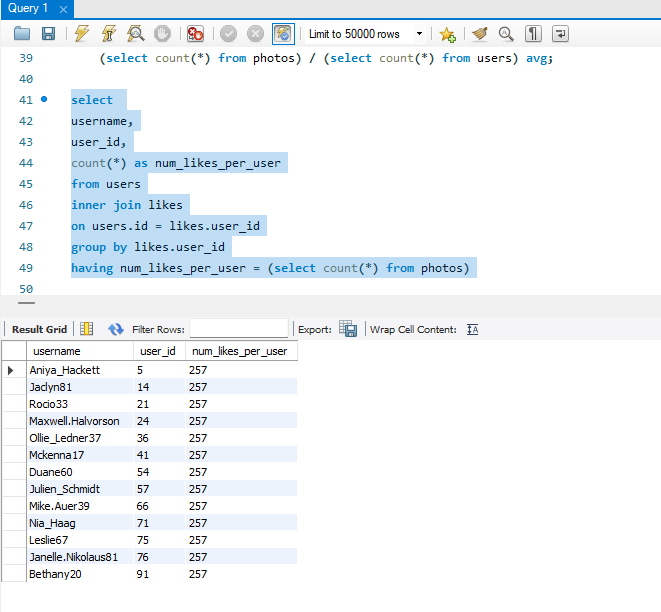 Query 1
Limit to 50000 rows
39 (select count(*) from photos) / (select count(*) from users) avg;
40
41 select
42 username,
43 user_id,
44 count(*) as num_likes_per_user
45 from users
46 inner join likes
47 on users.id = likes.user_id
48 group by likes.user_id
49 having num_likes_per_user = (select count(*) from photos)
50
Result Grid Filter Rows: Export: Wrap Cell Content:
username user_id num_likes_per_user
Aniya_Hackett 5 257
Jaclyn81 14 257
Rocio33 21 257
Maxwell.Halvorson 24 257
Ollie_Ledner37 36 257
Mckenna17 41 257
Duane60 54 257
Julien_Schmidt 57 257
Mike.Auer39 66 257
Nia_Haag 71 257
Leslie67 75 257
Janelle.Nikolaus81 76 257
Bethany20 91 257